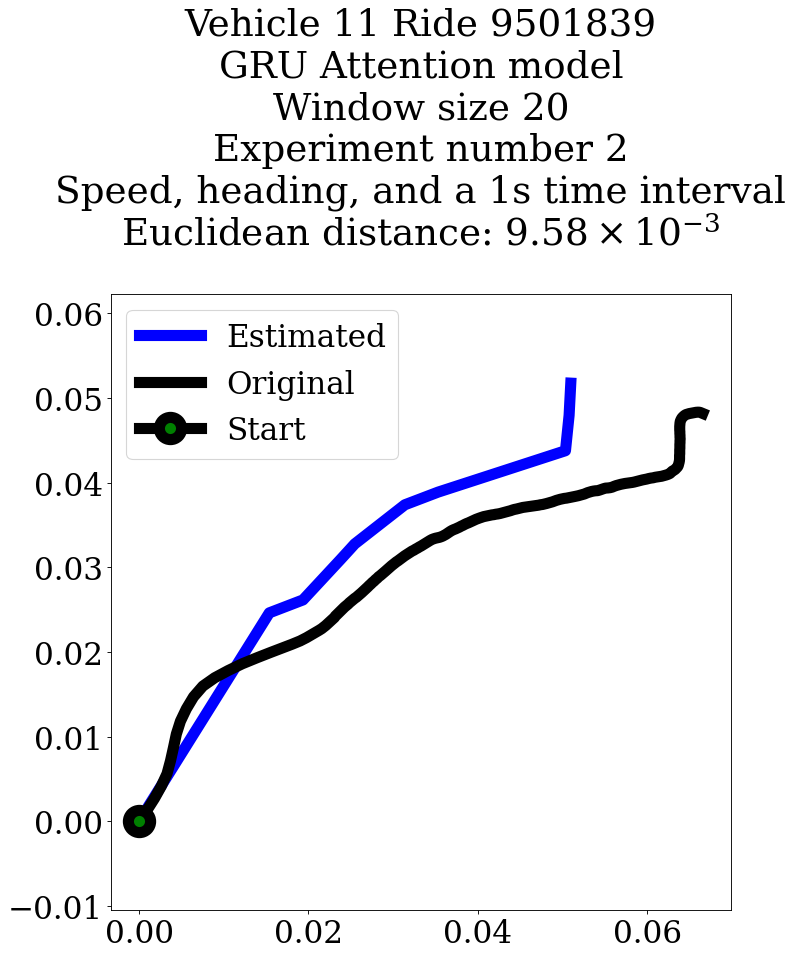 Vehicle 11 Ride 9501839
GRU Attention model
Window size 20
Experiment number 2
Speed, heading, and a 1s time interval
Euclidean distance: 9.58 × 10⁻³
0.06
0.05
0.04
0.03
0.02
0.01
0.00
−0.01
Estimated
Original
Start
0.00 0.02 0.04 0.06